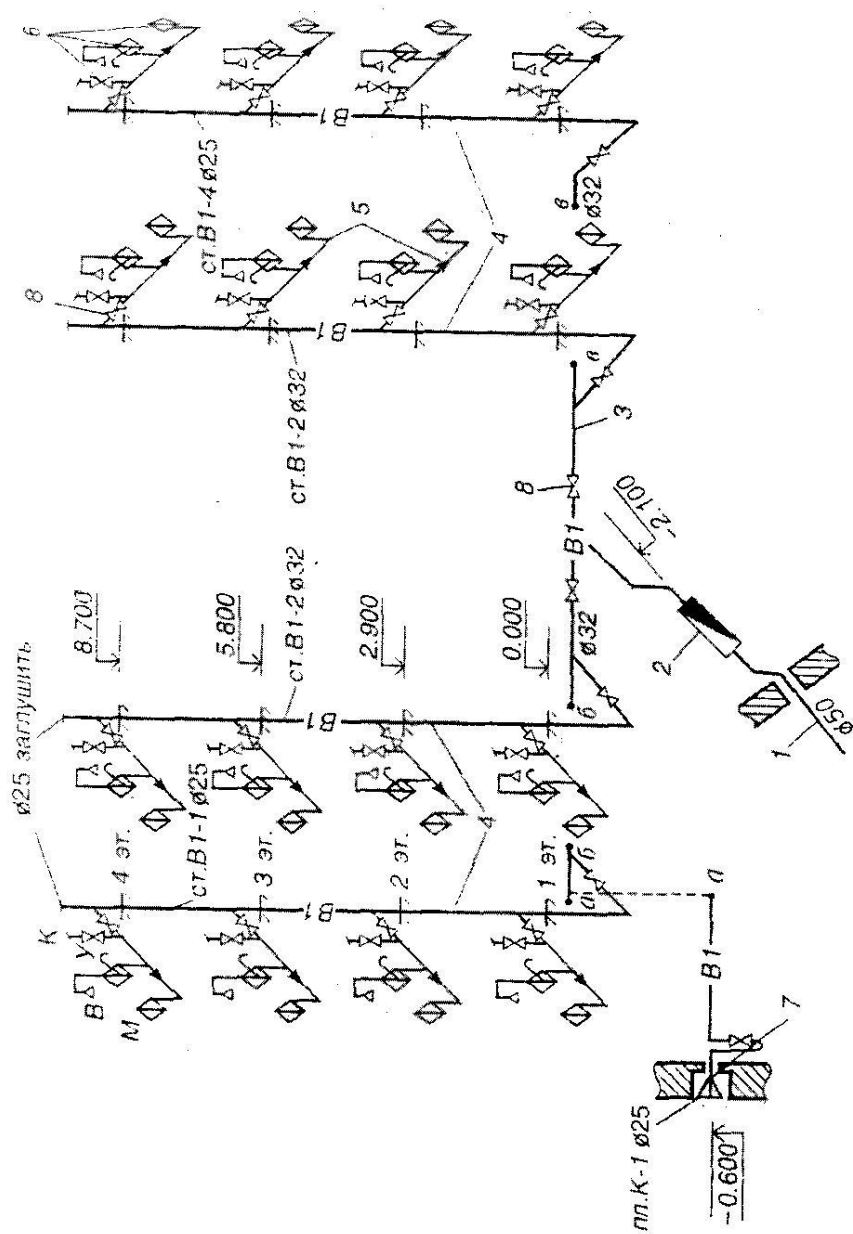 ø25 заглушить
К
У
В
М
4 эт.
ст.В1-1ø25
3 эт.
В1
2 эт.
4
1 эт.
а
б
8.700
5.800
ст.В1-2ø32
2.900
0.000
В1
б
ø32
ст.В1-2ø32
8
В1
4
5
в
3
8
В1
-2.100
2
1
ø50
6
ст.В1-4ø25
В1
4
в
ø32
а
В1
7
пл.К-1ø25
-0.600